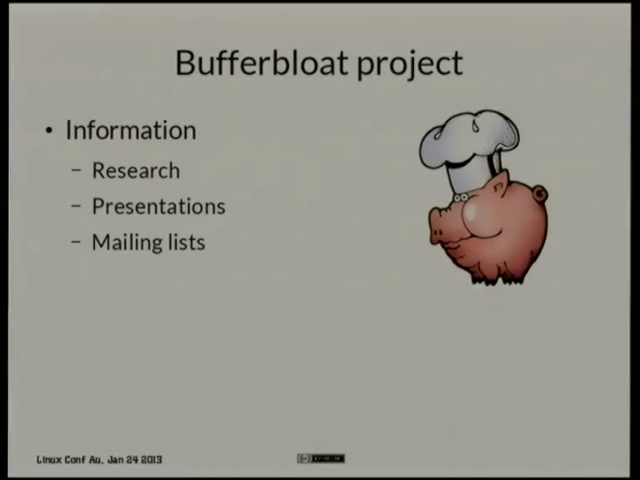 Bufferbloat project
• Information
– Research
– Presentations
– Mailing lists
Linux Conf Au, Jan 24 2013